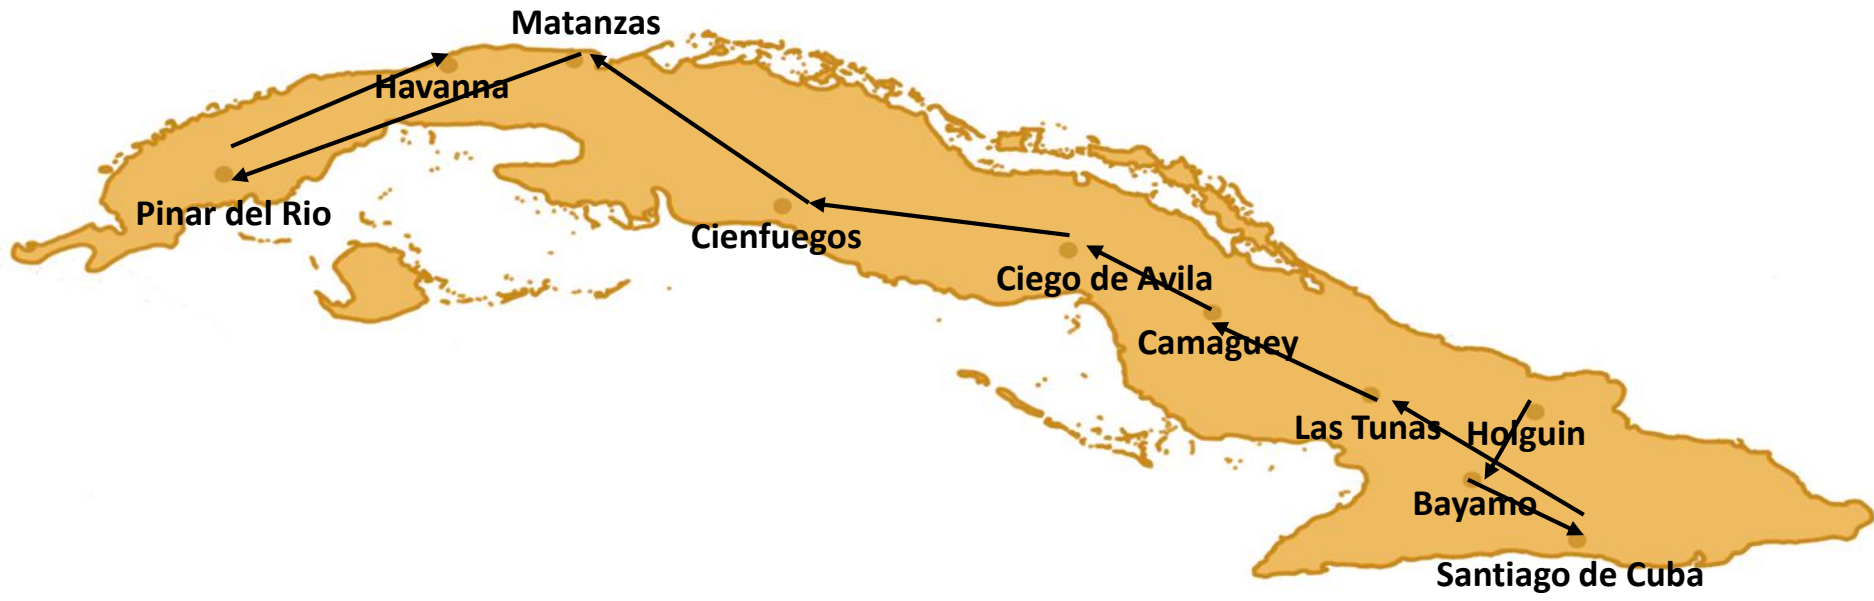 Matanzas
Havanna
Pinar del Rio
Cienfuegos
Ciego de Avila
Camaguey
Las Tunas
Holguin
Bayamo
Santiago de Cuba